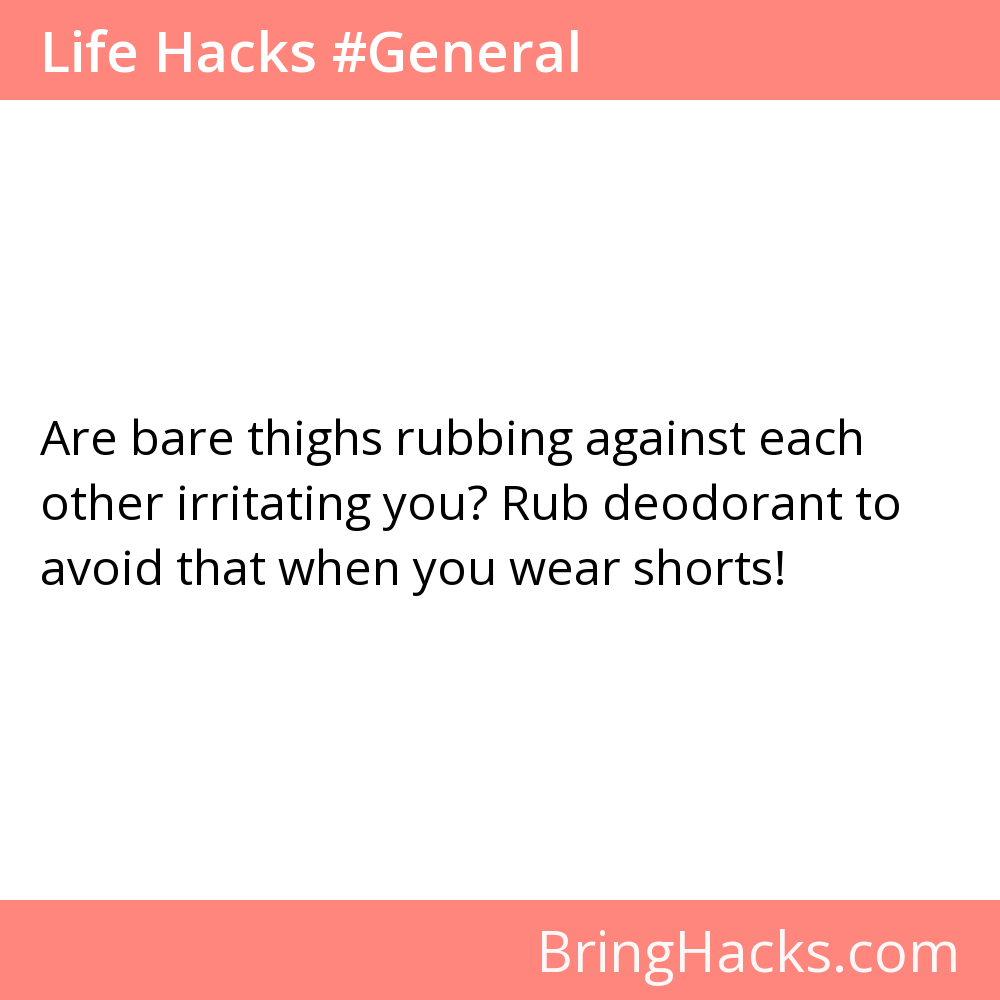 Life Hacks #General
Are bare thighs rubbing against each
other irritating you? Rub deodorant to
avoid that when you wear shorts!
BringHacks.com